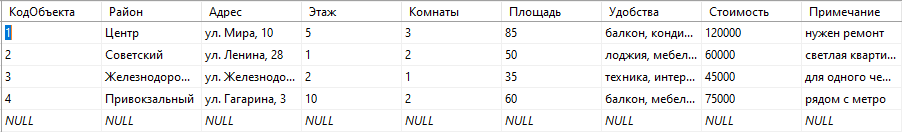 КодОбъекта Район Адрес Этаж Комнаты Площадь Удобства Стоимость Примечание
1 Центр ул. Мира, 10 5 3 85 балкон, конди... 120000 нужен ремонт
2 Советский ул. Ленина, 28 1 2 50 лоджия, мебел... 60000 светлая кварти...
3 Железнодоро... ул. Железнодо... 2 1 35 техника, интер... 45000 для одного че...
4 Привокзальный ул. Гагарина, 3 10 2 60 балкон, мебел... 75000 рядом с метро
NULL NULL NULL NULL NULL NULL NULL NULL NULL